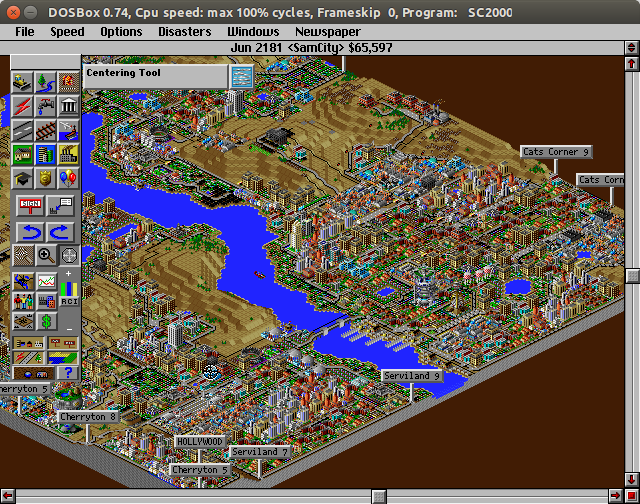 DOSBox 0.74, Cpu speed: max 100% cycles, Frameskip 0, Program: SC2000
File Speed Options Disasters Windows Newspaper
Jun 2181 <SamCity> $65,597
Centering Tool
Cats Corner 9
Cats Corn
SIGN
RCI
Serviland 9
herryton 5
Cherryton 8
HOLLYWOOD
Serviland 7
Cherryton 5
?